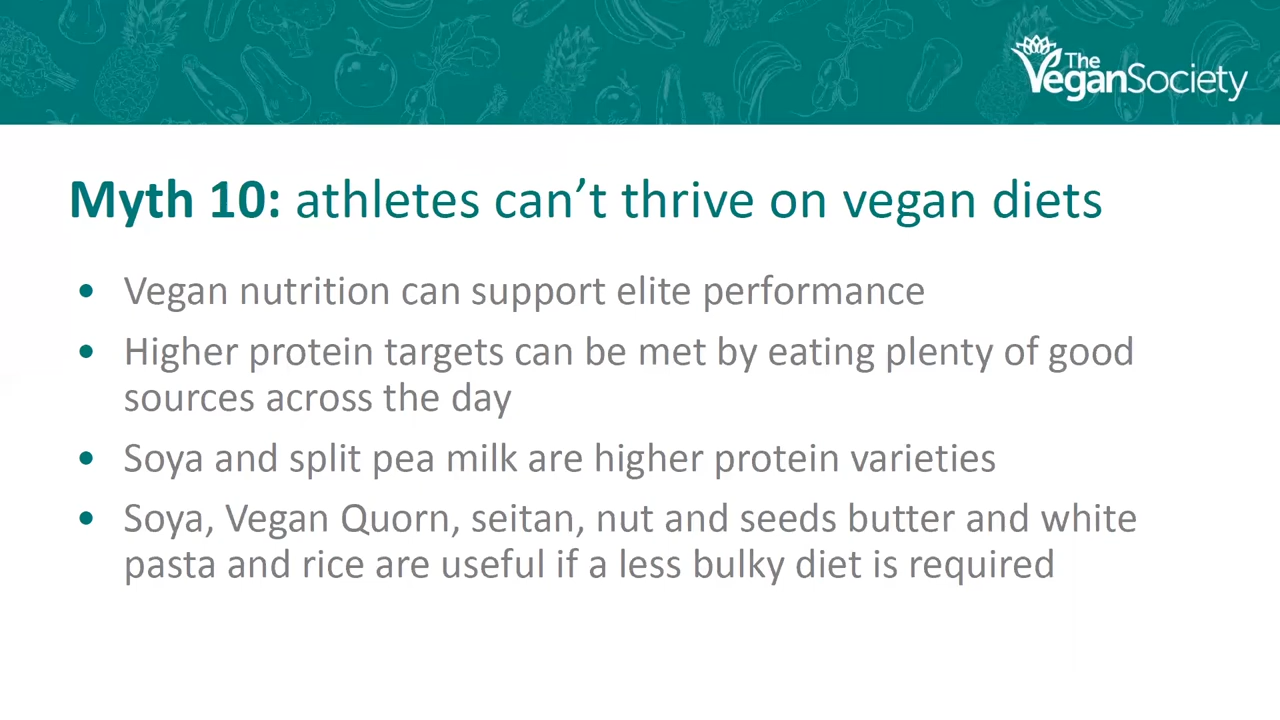 The
VeganSociety
Myth 10: athletes can’t thrive on vegan diets
• Vegan nutrition can support elite performance
• Higher protein targets can be met by eating plenty of good
sources across the day
• Soya and split pea milk are higher protein varieties
• Soya, Vegan Quorn, seitan, nut and seeds butter and white
pasta and rice are useful if a less bulky diet is required